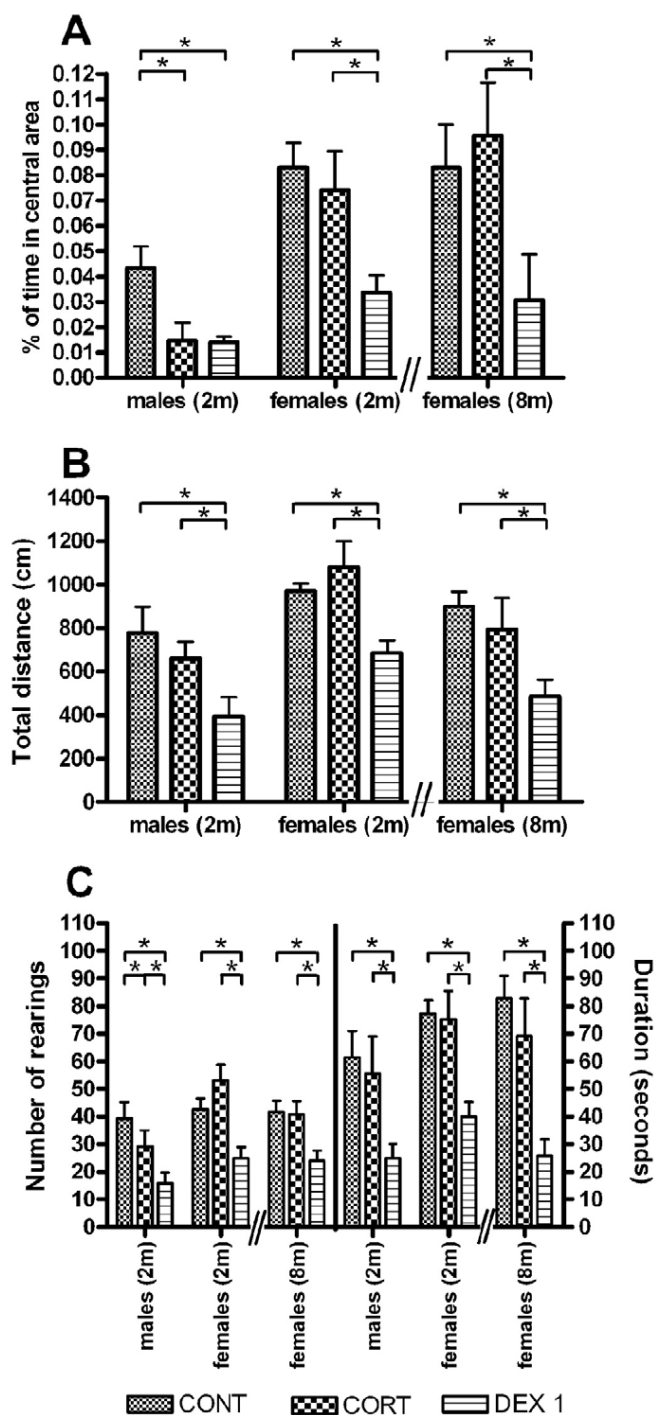 A
% of time in central area
0.12
0.11
0.10
0.09
0.08
0.07
0.06
0.05
0.04
0.03
0.02
0.01
0.00
* * * * * *
males (2m) females (2m) // females (8m)
B
Total distance (cm)
1400
1200
1000
800
600
400
200
0
* * * * * *
males (2m) females (2m) // females (8m)
C
Number of rearings
110
100
90
80
70
60
50
40
30
20
10
0
* * * * * * *
* * * * * *
Duration (seconds)
110
100
90
80
70
60
50
40
30
20
10
0
males (2m)
females (2m)
//
females (8m)
males (2m)
females (2m)
//
females (8m)
CONT CORT DEX 1